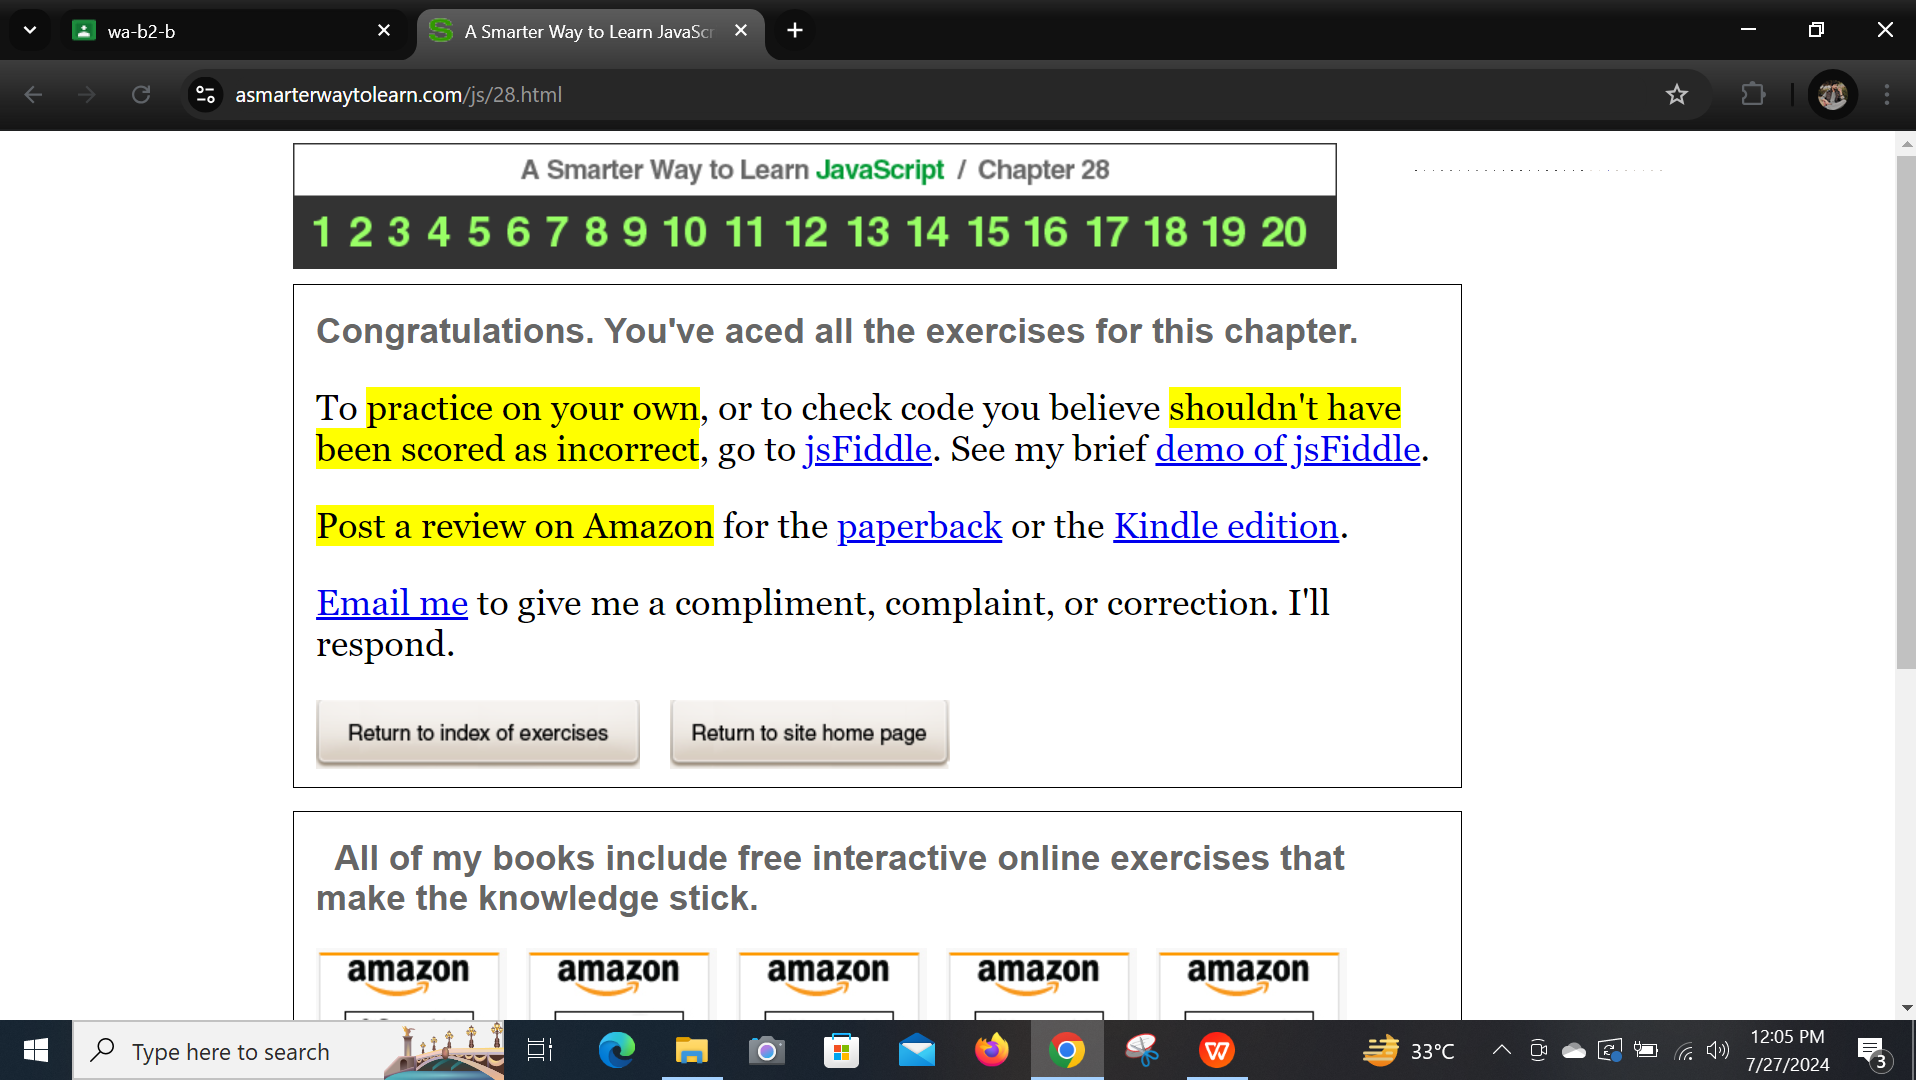 wa-b2-b
A Smarter Way to Learn JavaScr
asmarterwaytolearn.com/js/28.html
A Smarter Way to Learn JavaScript / Chapter 28
1 2 3 4 5 6 7 8 9 10 11 12 13 14 15 16 17 18 19 20
Congratulations. You've aced all the exercises for this chapter.
To practice on your own, or to check code you believe shouldn't have
been scored as incorrect, go to jsFiddle. See my brief demo of jsFiddle.
Post a review on Amazon for the paperback or the Kindle edition.
Email me to give me a compliment, complaint, or correction. I'll
respond.
Return to index of exercises Return to site home page
All of my books include free interactive online exercises that
make the knowledge stick.
amazon amazon amazon amazon amazon
Type here to search
33°C
12:05 PM
7/27/2024
3